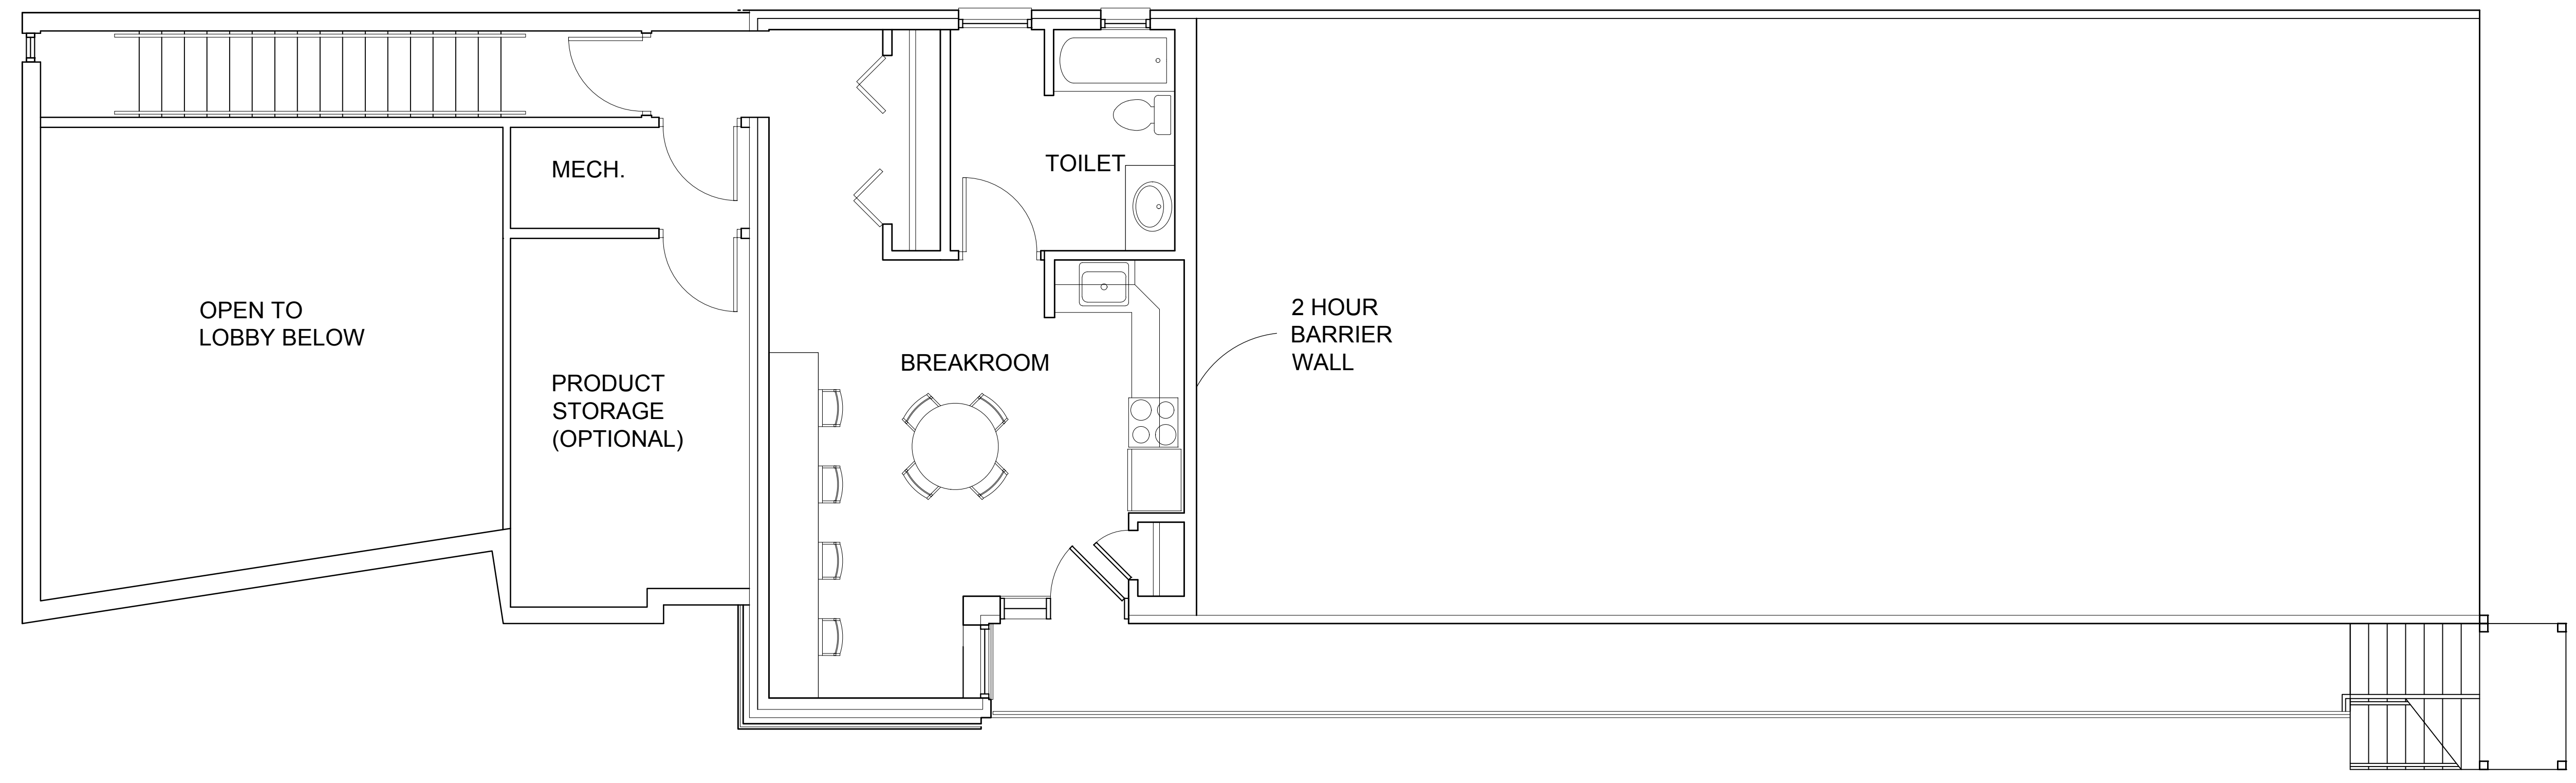 MECH.
TOILET
OPEN TO
LOBBY BELOW
2 HOUR
BARRIER
WALL
BREAKROOM
PRODUCT
STORAGE
(OPTIONAL)